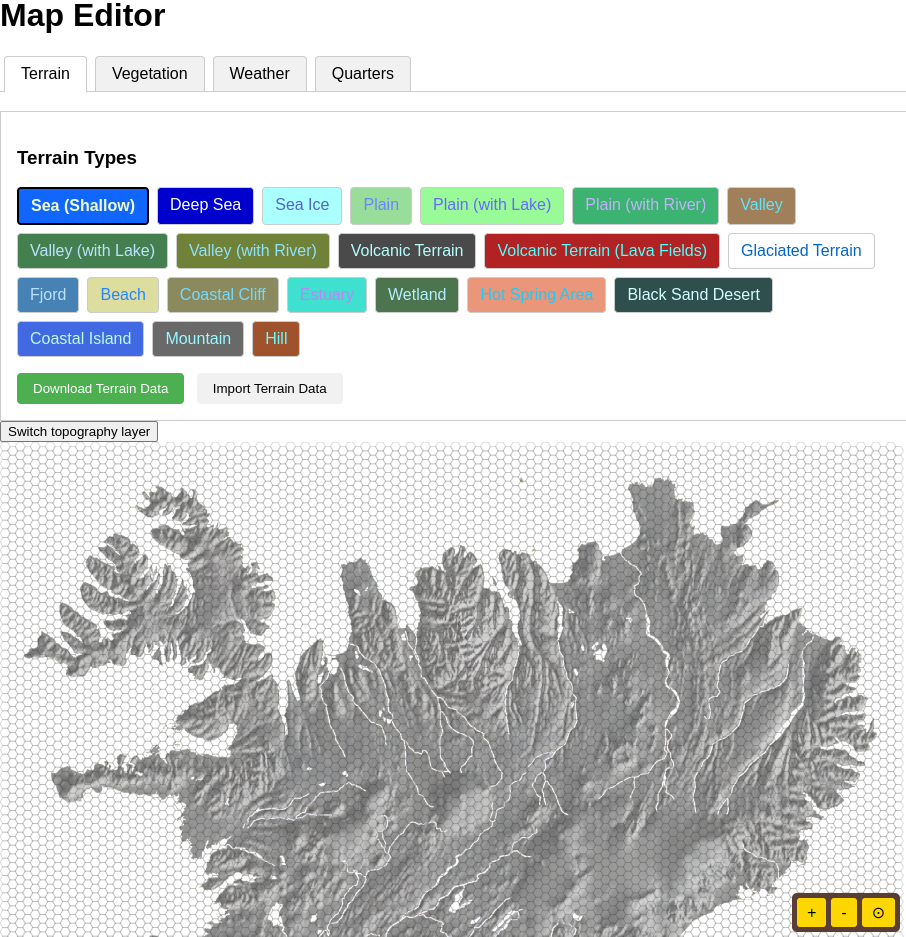 Map Editor
Terrain Vegetation Weather Quarters
Terrain Types
Sea (Shallow) Deep Sea Sea Ice Plain Plain (with Lake) Plain (with River) Valley
Valley (with Lake) Valley (with River) Volcanic Terrain Volcanic Terrain (Lava Fields) Glaciated Terrain
Fjord Beach Coastal Cliff Estuary Wetland Hot Spring Area Black Sand Desert
Coastal Island Mountain Hill
Download Terrain Data Import Terrain Data
Switch topography layer
+ - ⊙